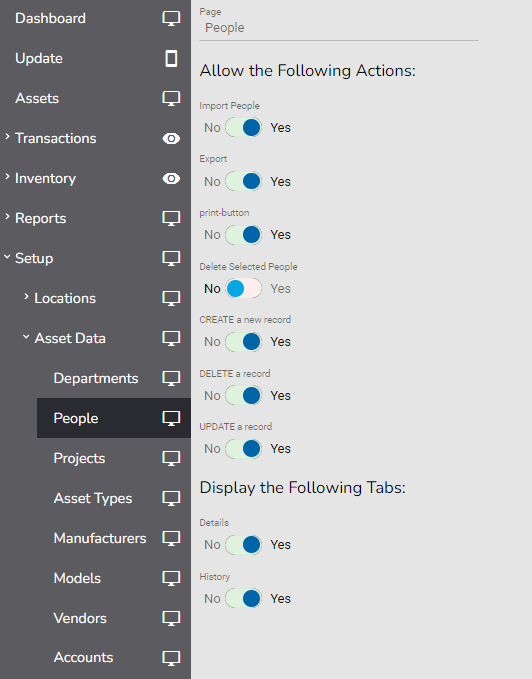 Dashboard
Update
Assets
Transactions
Inventory
Reports
Setup
Locations
Asset Data
Departments
People
Projects
Asset Types
Manufacturers
Models
Vendors
Accounts
Page
People
Allow the Following Actions:
Import People
No Yes
Export
No Yes
print-button
No Yes
Delete Selected People
No Yes
CREATE a new record
No Yes
DELETE a record
No Yes
UPDATE a record
No Yes
Display the Following Tabs:
Details
No Yes
History
No Yes